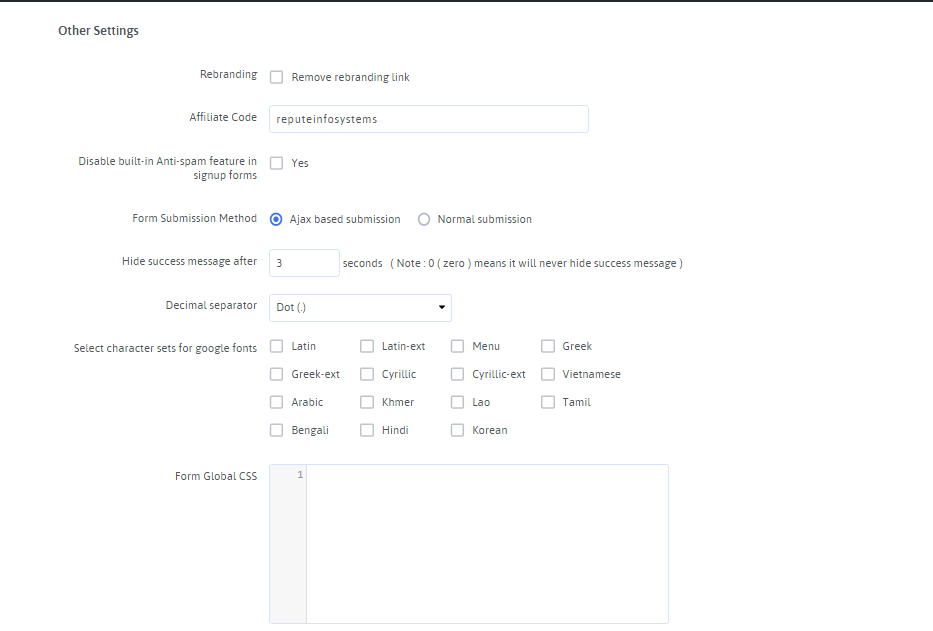 Other Settings
Rebranding Remove rebranding link
Affiliate Code reputeinfosystems
Disable built-in Anti-spam feature in
signup forms
Yes
Form Submission Method Ajax based submission Normal submission
Hide success message after 3 seconds ( Note : 0 ( zero ) means it will never hide success message )
Decimal separator Dot (.)
Select character sets for google fonts Latin Latin-ext Menu Greek
Greek-ext Cyrillic Cyrillic-ext Vietnamese
Arabic Khmer Lao Tamil
Bengali Hindi Korean
Form Global CSS 1